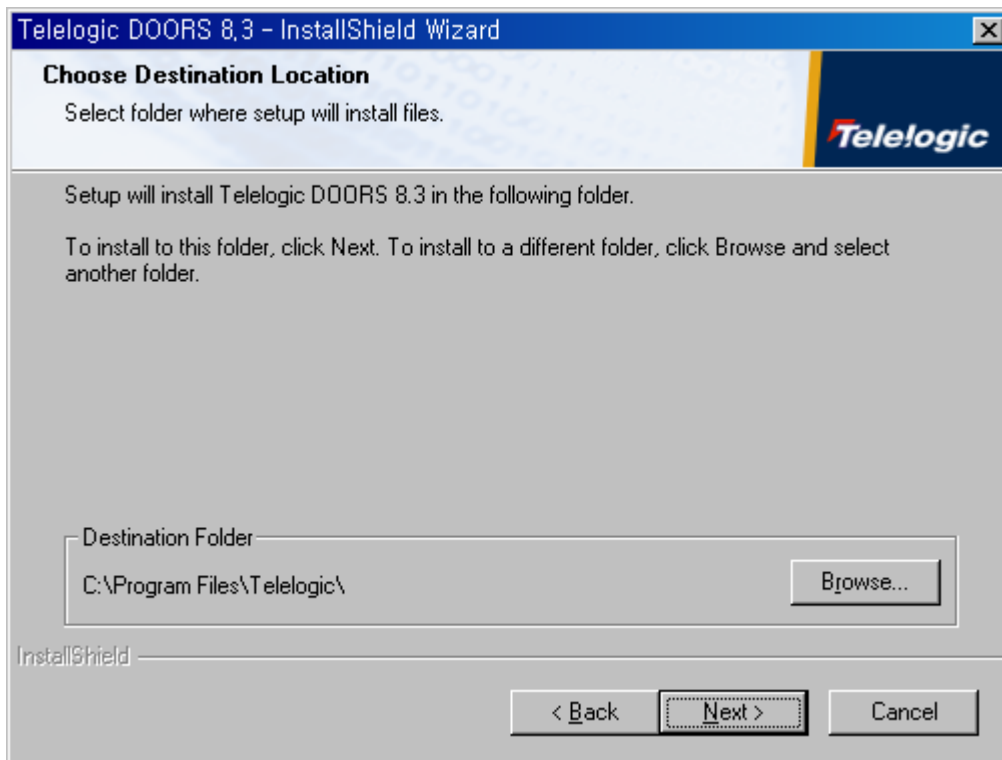 Telelogic DOORS 8,3 - InstallShield Wizard
Choose Destination Location
Select folder where setup will install files.
Telelogic
Setup will install Telelogic DOORS 8.3 in the following folder.
To install to this folder, click Next. To install to a different folder, click Browse and select
another folder.
Destination Folder
C:\Program Files\Telelogic\
Browse...
InstallShield
< Back
Next >
Cancel